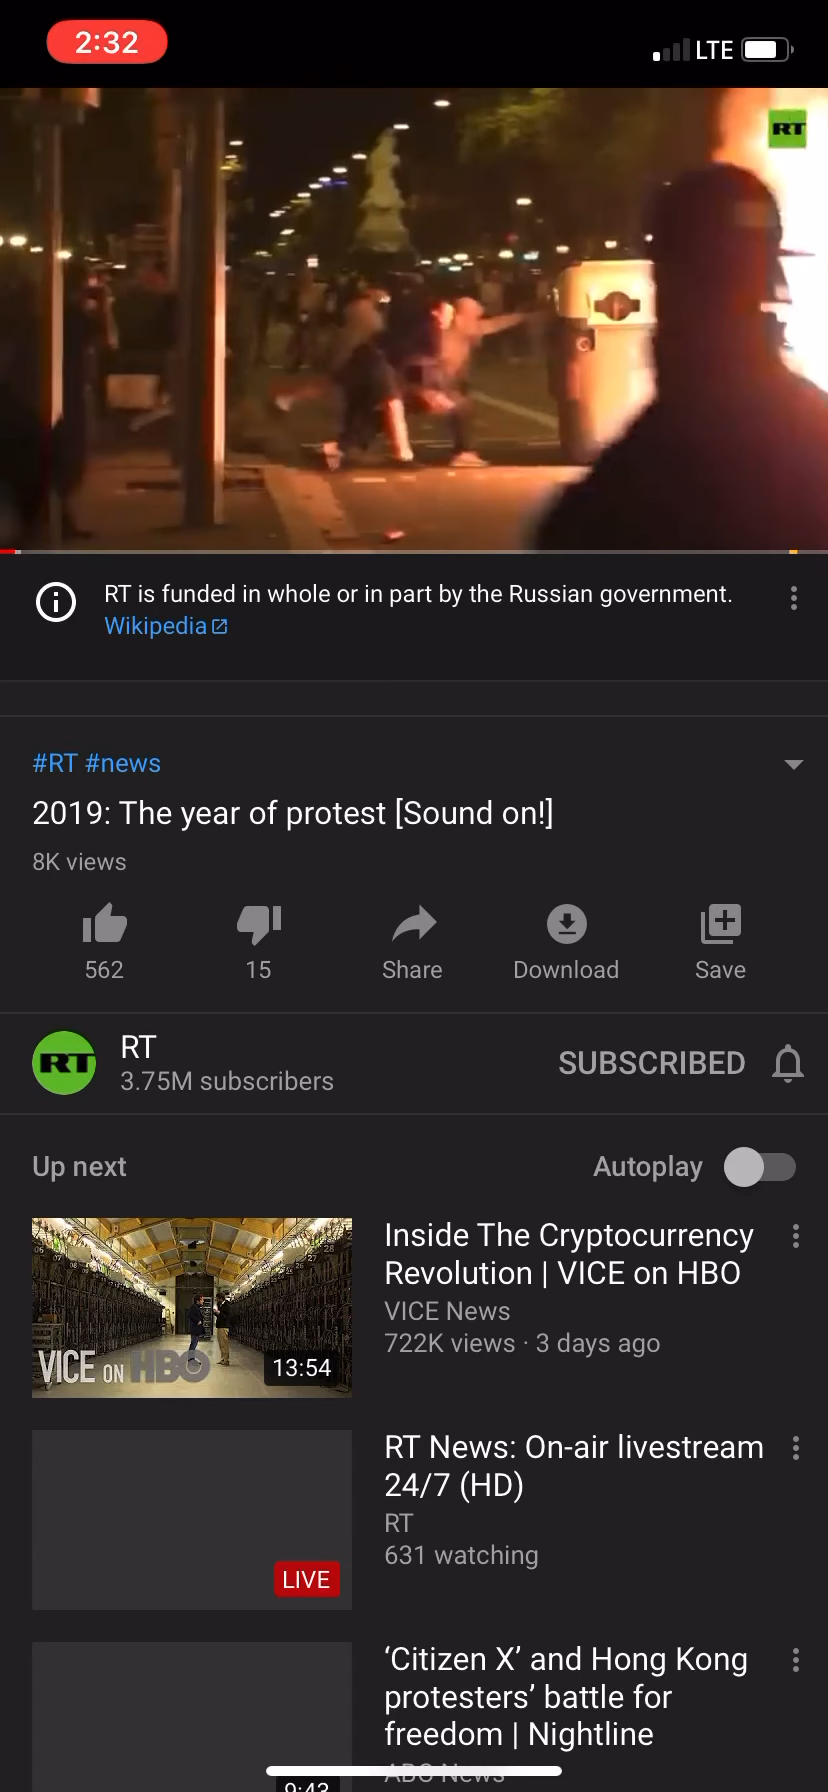 2:32
LTE
RT
RT is funded in whole or in part by the Russian government.
Wikipedia
#RT #news
2019: The year of protest [Sound on!]
8K views
562
15
Share
Download
Save
RT
RT
3.75M subscribers
SUBSCRIBED
Up next
Autoplay
VICE ON HBO
13:54
Inside The Cryptocurrency
Revolution | VICE on HBO
VICE News
722K views · 3 days ago
LIVE
RT News: On-air livestream
24/7 (HD)
RT
631 watching
9:43
‘Citizen X’ and Hong Kong
protesters’ battle for
freedom | Nightline
ABC News